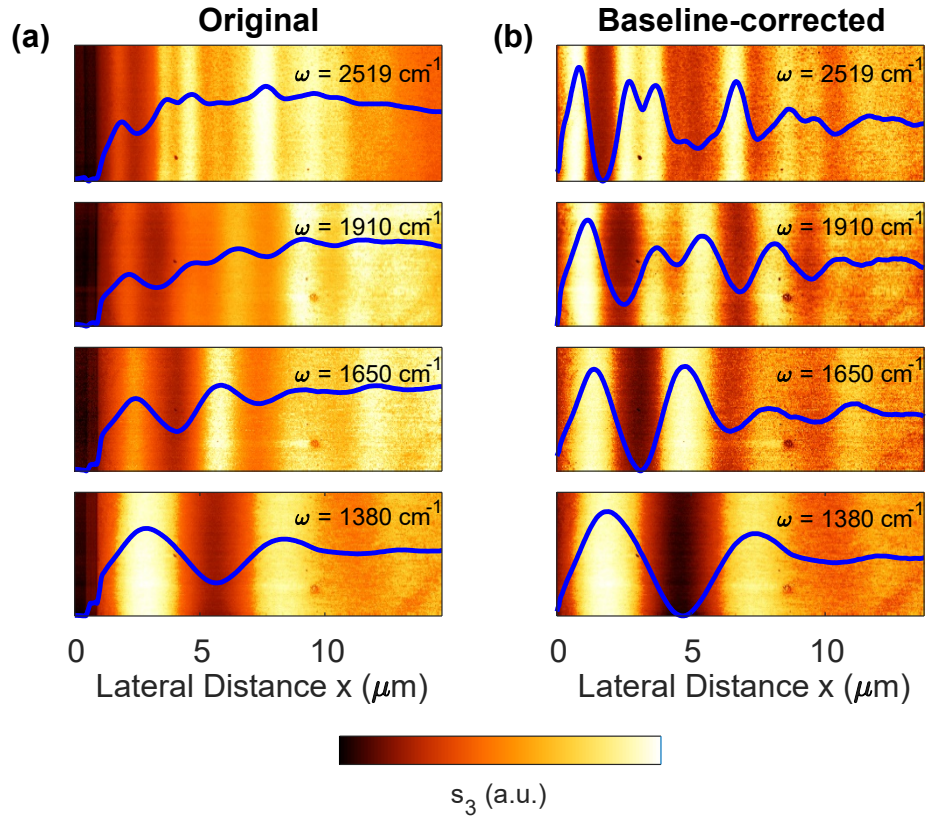 Original
Baseline-corrected
(a)
(b)
ω = 2519 cm⁻¹
ω = 2519 cm⁻¹
ω = 1910 cm⁻¹
ω = 1910 cm⁻¹
ω = 1650 cm⁻¹
ω = 1650 cm⁻¹
ω = 1380 cm⁻¹
ω = 1380 cm⁻¹
0 5 10
0 5 10
Lateral Distance x (μm)
Lateral Distance x (μm)
s₃ (a.u.)